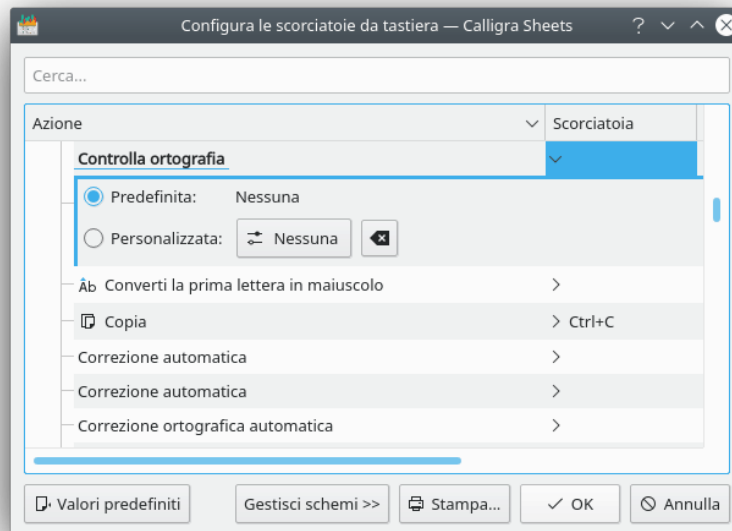 Configura le scorciatoie da tastiera — Calligra Sheets
Cerca...
Azione Scorciatoia
Controlla ortografia
Predefinita: Nessuna
Personalizzata: Nessuna
Converti la prima lettera in maiuscolo
Copia Ctrl+C
Correzione automatica
Correzione automatica
Correzione ortografica automatica
Valori predefiniti Gestisci schemi >> Stampa... OK Annulla